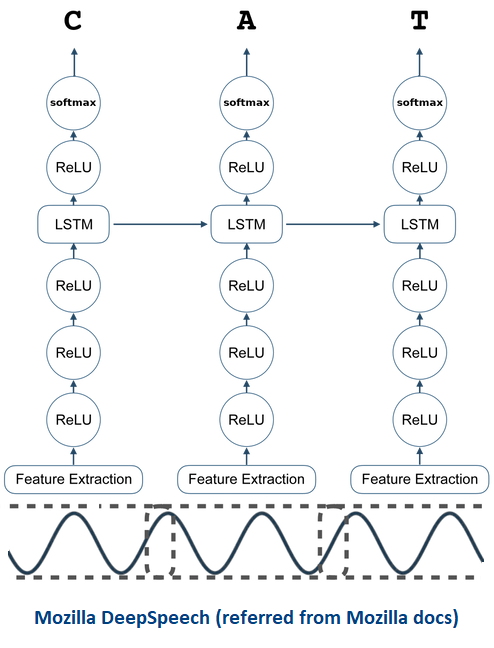 C A T
softmax softmax softmax
ReLU ReLU ReLU
LSTM LSTM LSTM
ReLU ReLU ReLU
ReLU ReLU ReLU
ReLU ReLU ReLU
Feature Extraction Feature Extraction Feature Extraction
Mozilla DeepSpeech (referred from Mozilla docs)